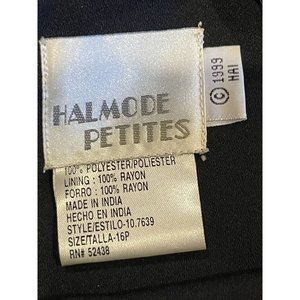 HALMODE
PETITES
© 1999
HAI
100% POLYESTER/POLIESTER
LINING : 100% RAYON
FORRO : 100% RAYON
MADE IN INDIA
HECHO EN INDIA
STYLE/ESTILO-10.7639
SIZE/TALLA-16P
RN# 52438